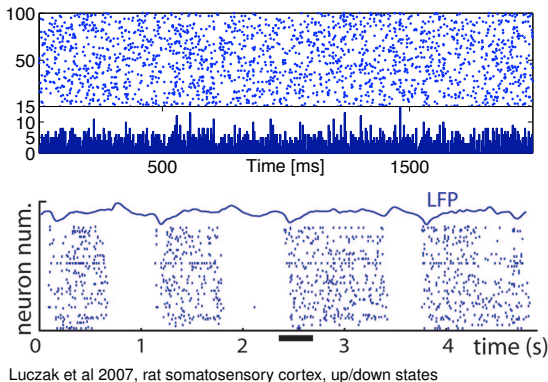 100
50
15
10
5
0
500 Time [ms] 1500
LFP
neuron num.
0 1 2 3 4 time (s)
Luczak et al 2007, rat somatosensory cortex, up/down states